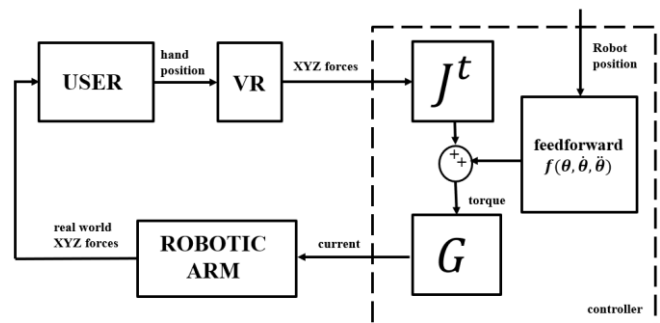 USER
hand
position
VR
XYZ forces
J^t
Robot
position
feedforward
f(θ, θ̇, θ̈)
+
+
torque
G
current
ROBOTIC
ARM
real world
XYZ forces
controller